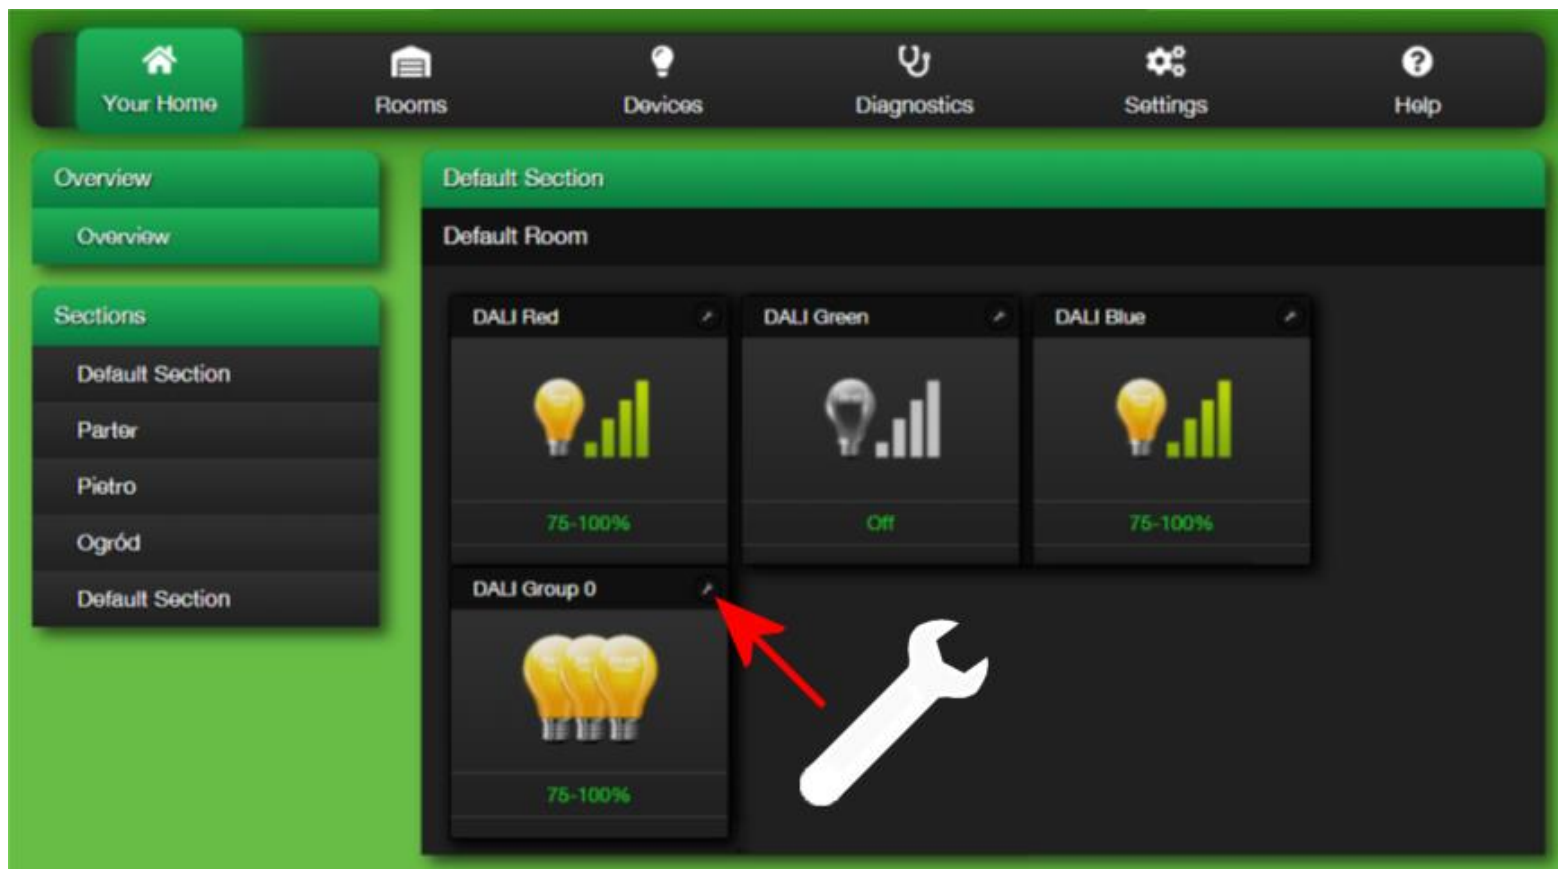 Your Home
Rooms
Devices
Diagnostics
Settings
Help
Overview
Overview
Sections
Default Section
Parter
Piętro
Ogród
Default Section
Default Section
Default Room
DALI Red
DALI Green
DALI Blue
75-100%
Off
75-100%
DALI Group 0
75-100%